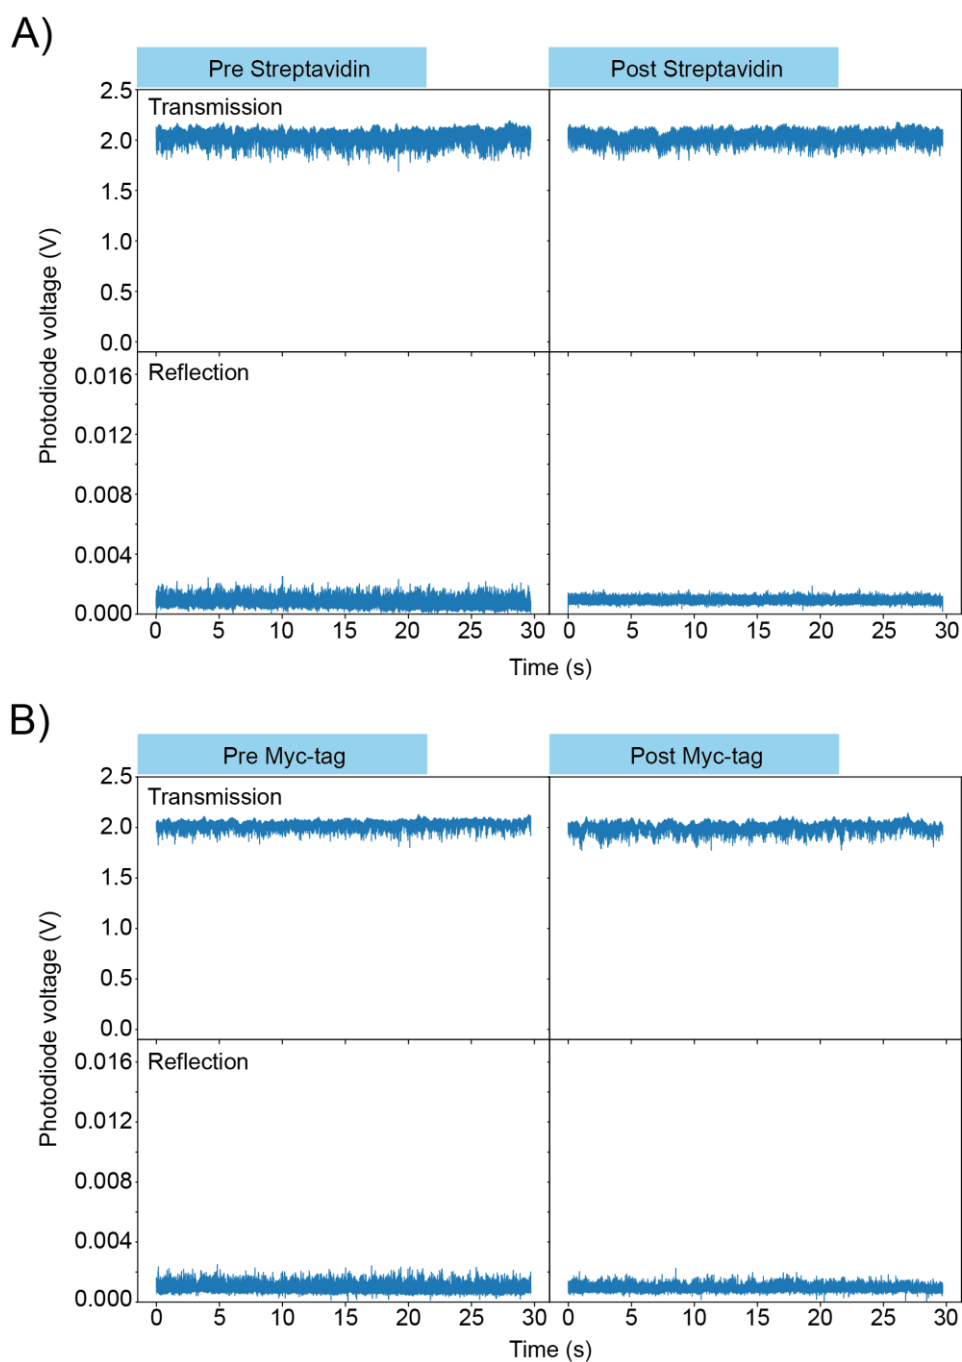 A)
Pre Streptavidin
Post Streptavidin
Transmission
2.5
2.0
1.5
1.0
0.5
0.0
Photodiode voltage (V)
Reflection
0.016
0.012
0.008
0.004
0.000
0 5 10 15 20 25 30
0 5 10 15 20 25 30
Time (s)
B)
Pre Myc-tag
Post Myc-tag
Transmission
2.5
2.0
1.5
1.0
0.5
0.0
Photodiode voltage (V)
Reflection
0.016
0.012
0.008
0.004
0.000
0 5 10 15 20 25 30
0 5 10 15 20 25 30
Time (s)